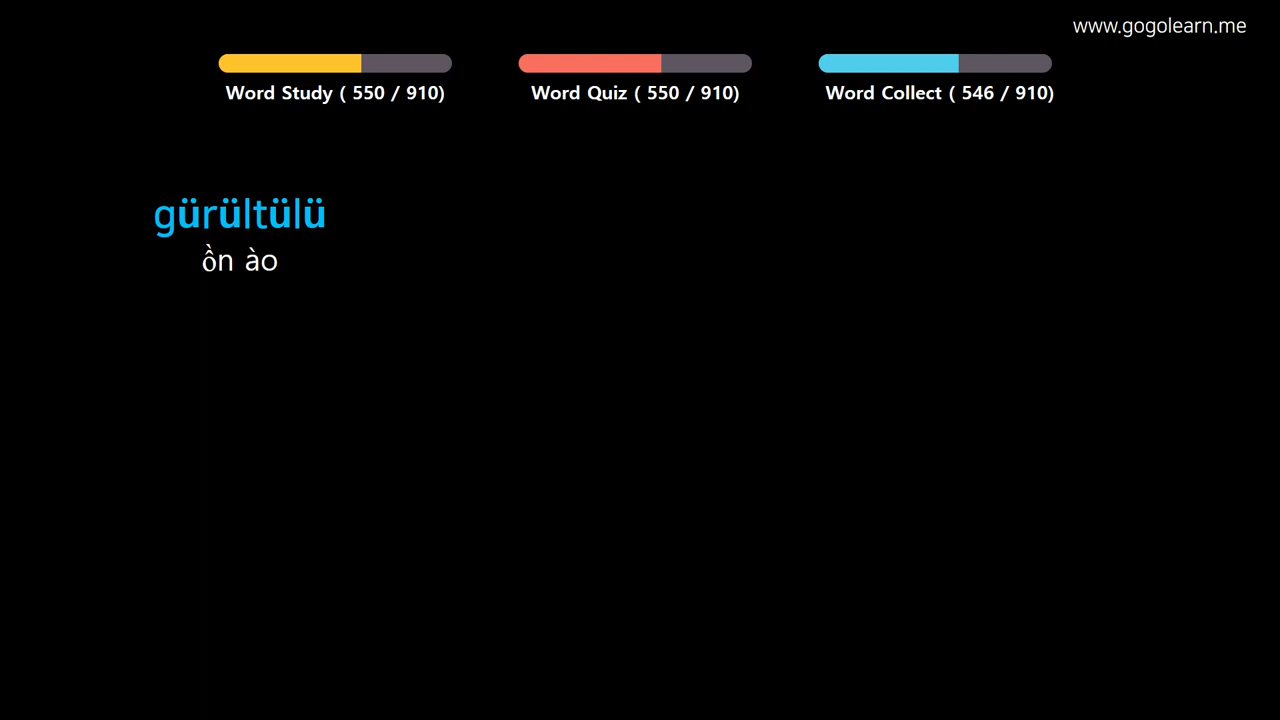 www.gogolearn.me
Word Study ( 550 / 910)
Word Quiz ( 550 / 910)
Word Collect ( 546 / 910)
gürültülü
ồn ào